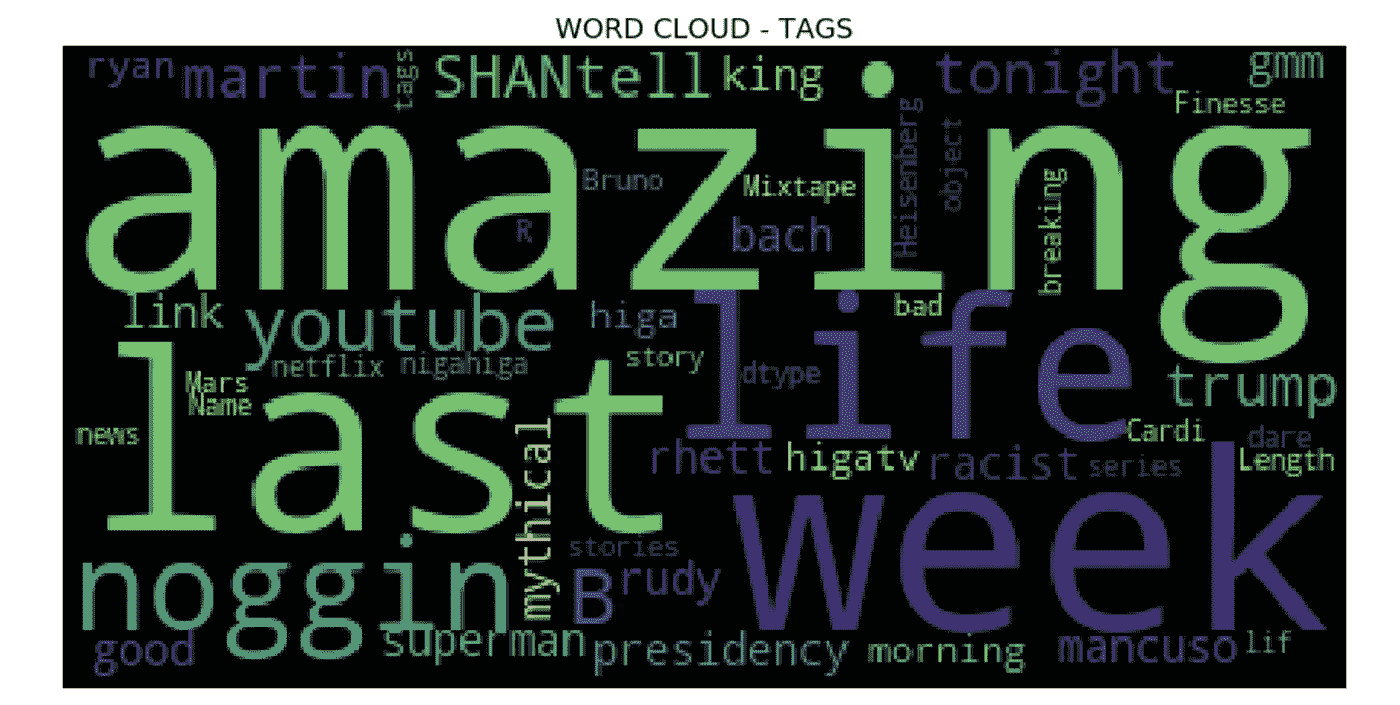 WORD CLOUD - TAGS
ryan martin tags SHANtell king tonight gmm
Finesse
amazing
Bruno Mixtape Heisenberg object breaking
R bach
link youtube higa life bad
netflix nigahiga story dtype trump
Mars
Name
last
news mythical Cardi dare
rhett higatv racist series Length
week
noggin stories
B rudy
good superman presidency morning mancuso lif